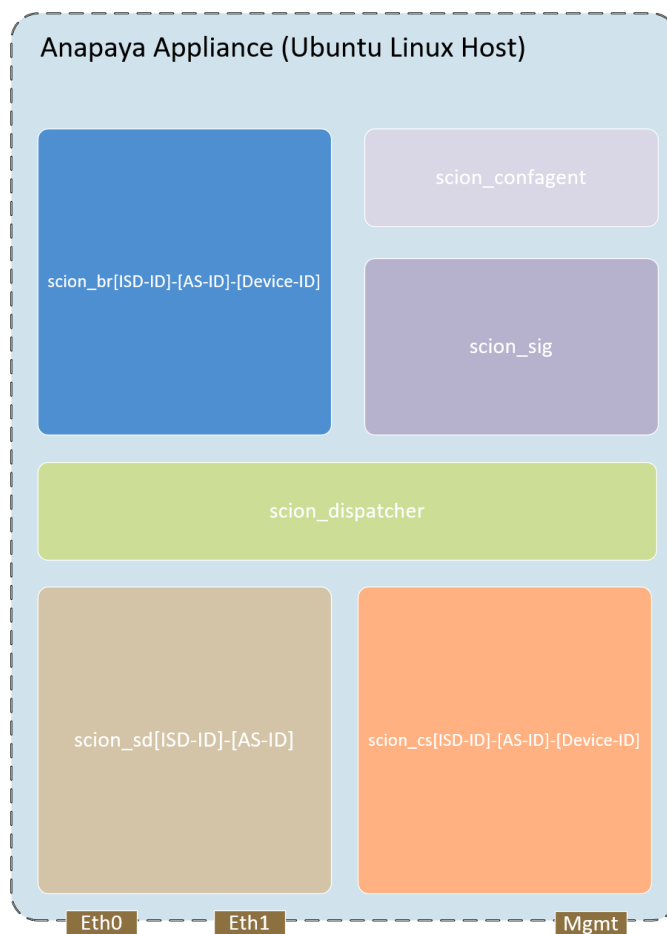 Anapaya Appliance (Ubuntu Linux Host)
scion_confagent
scion_br[ISD-ID]-[AS-ID]-[Device-ID]
scion_sig
scion_dispatcher
scion_sd[ISD-ID]-[AS-ID]
scion_cs[ISD-ID]-[AS-ID]-[Device-ID]
Eth0
Eth1
Mgmt